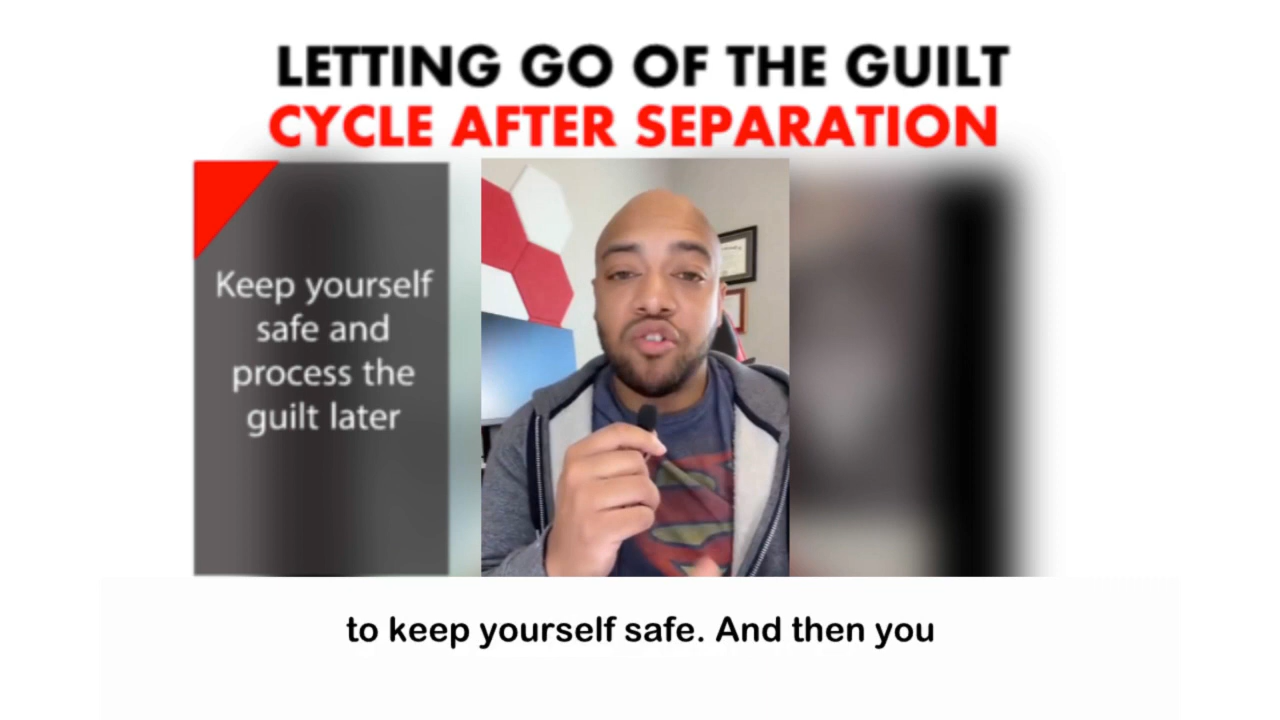 LETTING GO OF THE GUILT
CYCLE AFTER SEPARATION
Keep yourself
safe and
process the
guilt later
to keep yourself safe. And then you